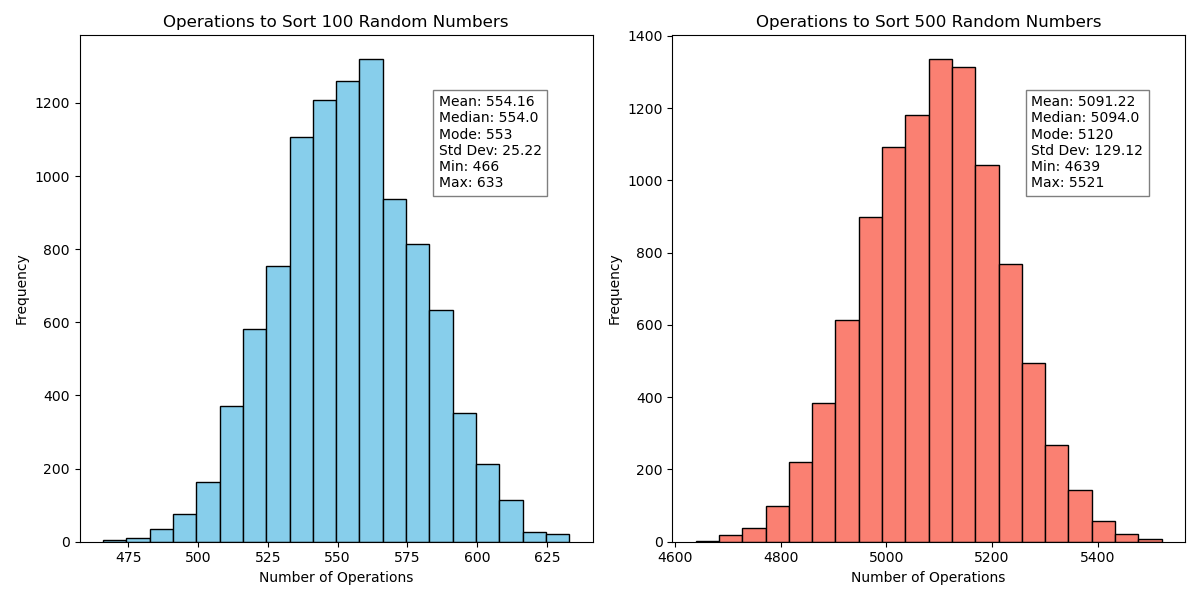 Operations to Sort 100 Random Numbers
Frequency
1200
1000
800
600
400
200
0
Mean: 554.16
Median: 554.0
Mode: 553
Std Dev: 25.22
Min: 466
Max: 633
475 500 525 550 575 600 625
Number of Operations
Operations to Sort 500 Random Numbers
Frequency
1400
1200
1000
800
600
400
200
0
Mean: 5091.22
Median: 5094.0
Mode: 5120
Std Dev: 129.12
Min: 4639
Max: 5521
4600 4800 5000 5200 5400
Number of Operations